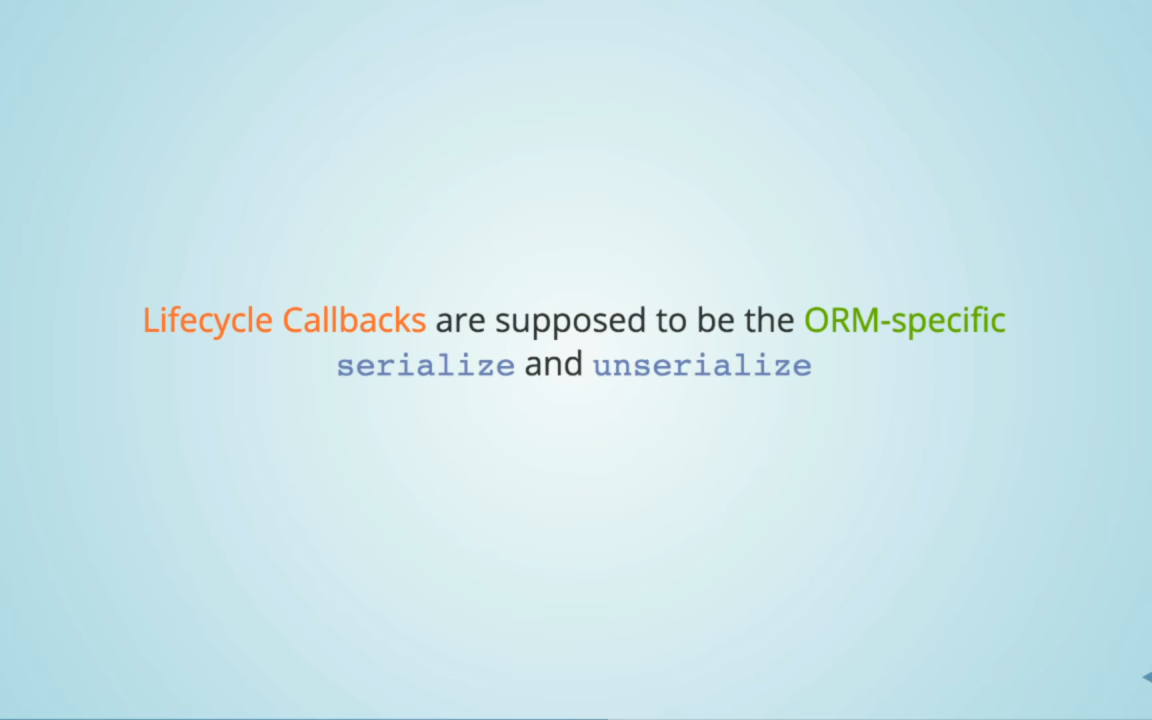 Lifecycle Callbacks are supposed to be the ORM-specific
serialize and unserialize